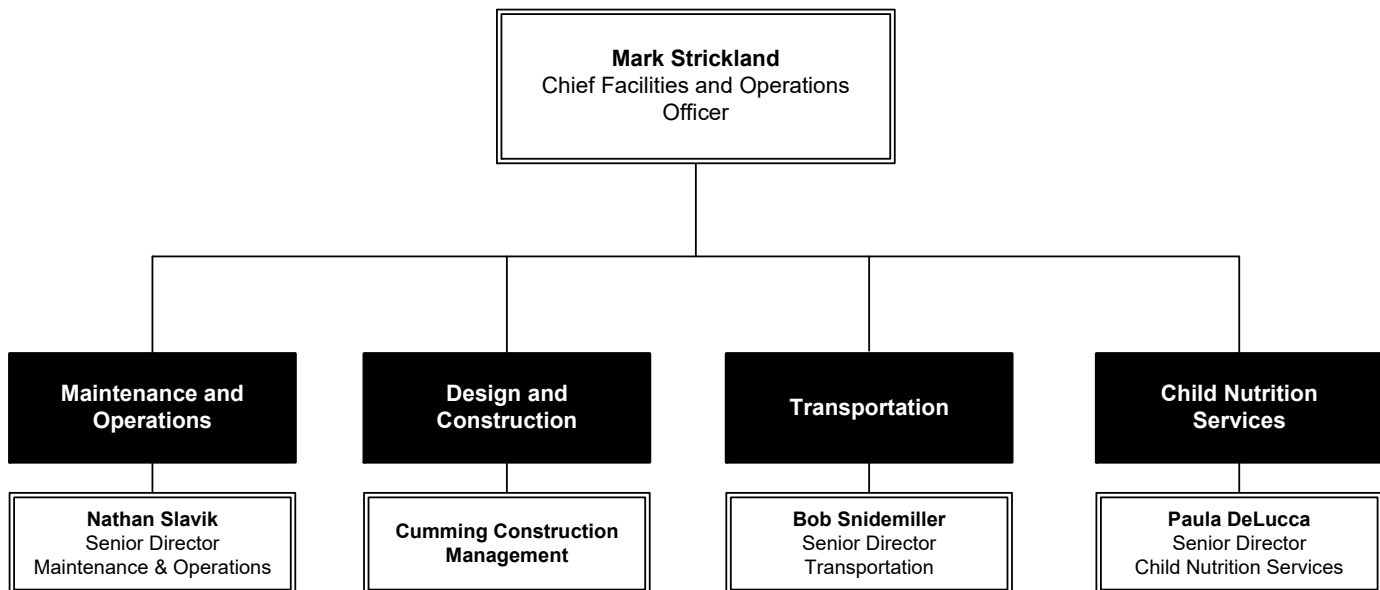 Mark Strickland
Chief Facilities and Operations
Officer
Maintenance and
Operations
Design and
Construction
Transportation
Child Nutrition
Services
Nathan Slavik
Senior Director
Maintenance & Operations
Cumming Construction
Management
Bob Snidemiller
Senior Director
Transportation
Paula DeLucca
Senior Director
Child Nutrition Services